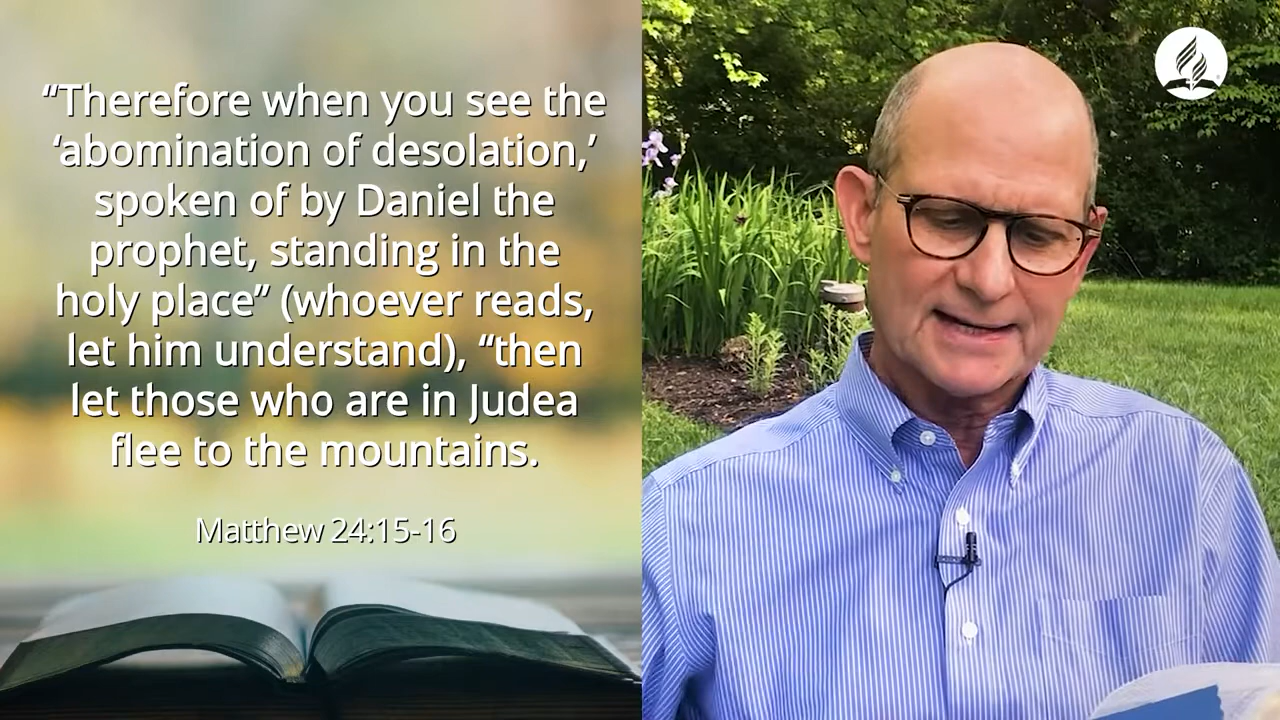 “Therefore when you see the
‘abomination of desolation,’
spoken of by Daniel the
prophet, standing in the
holy place” (whoever reads,
let him understand), “then
let those who are in Judea
flee to the mountains.
Matthew 24:15-16